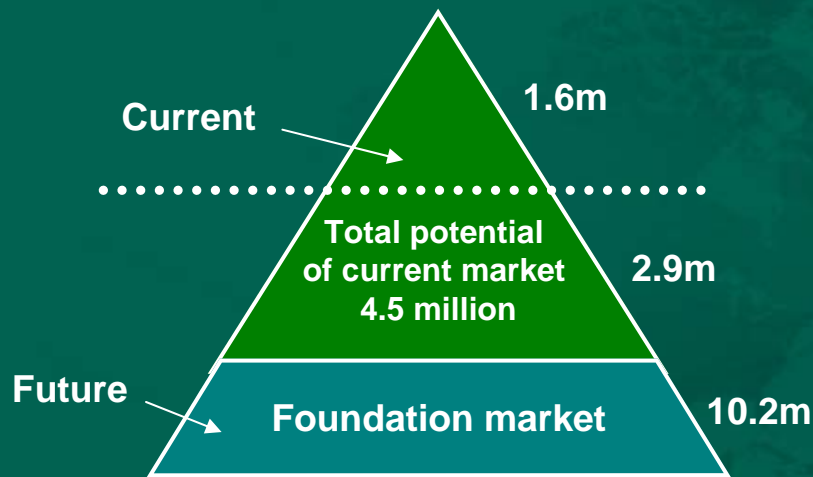 1.6m
Current
Total potential
of current market
4.5 million
2.9m
Future
Foundation market
10.2m